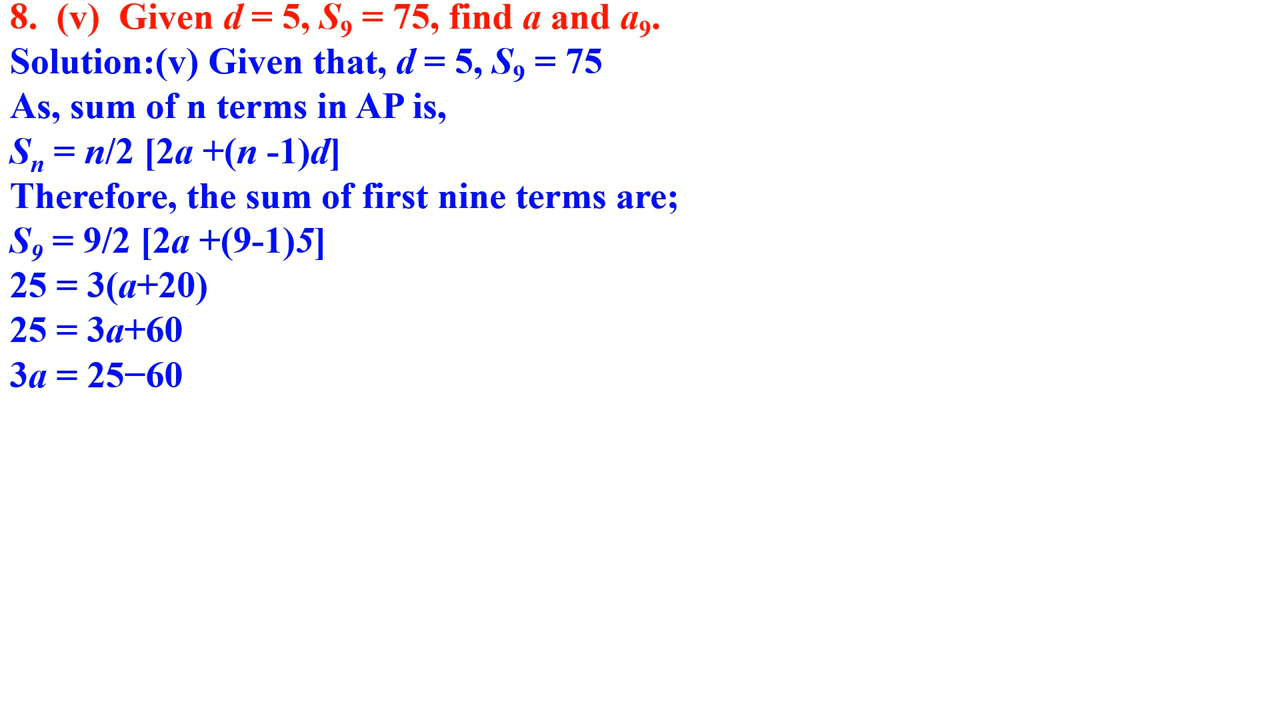 8. (v) Given d = 5, S₉ = 75, find a and a₉.
Solution:(v) Given that, d = 5, S₉ = 75
As, sum of n terms in AP is,
Sₙ = n/2 [2a +(n -1)d]
Therefore, the sum of first nine terms are;
S₉ = 9/2 [2a +(9-1)5]
25 = 3(a+20)
25 = 3a+60
3a = 25−60